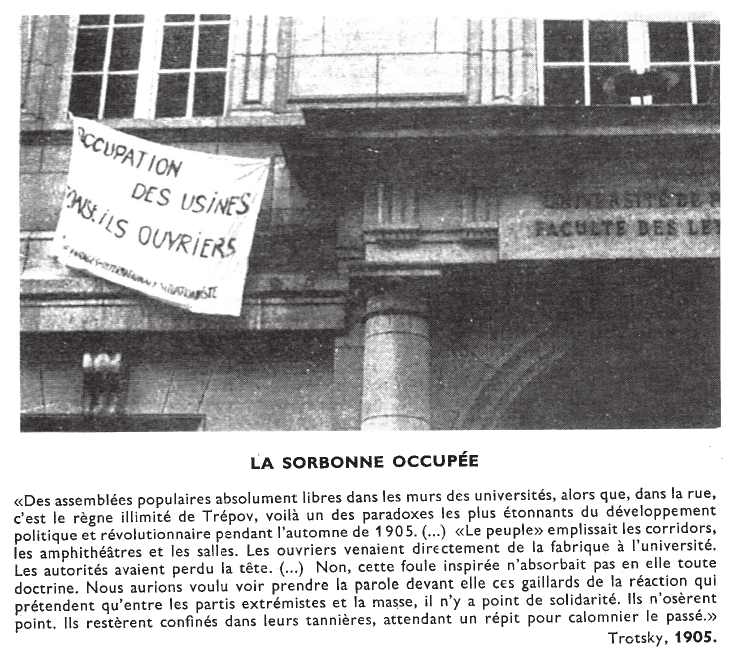 OCCUPATION
DES USINES
CONSEILS OUVRIERS
ENRAGÉS-INTERNATIONALE SITUATIONNISTE
UNIVERSITÉ DE P
FACULTE DES LET
LA SORBONNE OCCUPÉE
«Des assemblées populaires absolument libres dans les murs des universités, alors que, dans la rue,
c'est le règne illimité de Trépov, voilà un des paradoxes les plus étonnants du développement
politique et révolutionnaire pendant l'automne de 1905. (...) «Le peuple» emplissait les corridors,
les amphithéâtres et les salles. Les ouvriers venaient directement de la fabrique à l'université.
Les autorités avaient perdu la tête. (...) Non, cette foule inspirée n'absorbait pas en elle toute
doctrine. Nous aurions voulu voir prendre la parole devant elle ces gaillards de la réaction qui
prétendent qu'entre les partis extrémistes et la masse, il n'y a point de solidarité. Ils n'osèrent
point. Ils restèrent confinés dans leurs tannières, attendant un répit pour calomnier le passé.»
Trotsky, 1905.